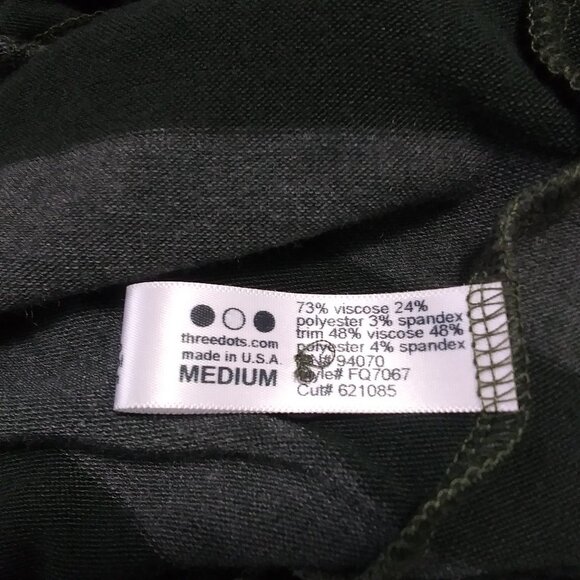 threedots.com
made in U.S.A.
MEDIUM
73% viscose 24%
polyester 3% spandex
trim 48% viscose 48%
polyester 4% spandex
94070
FQ7067
Cut# 621085